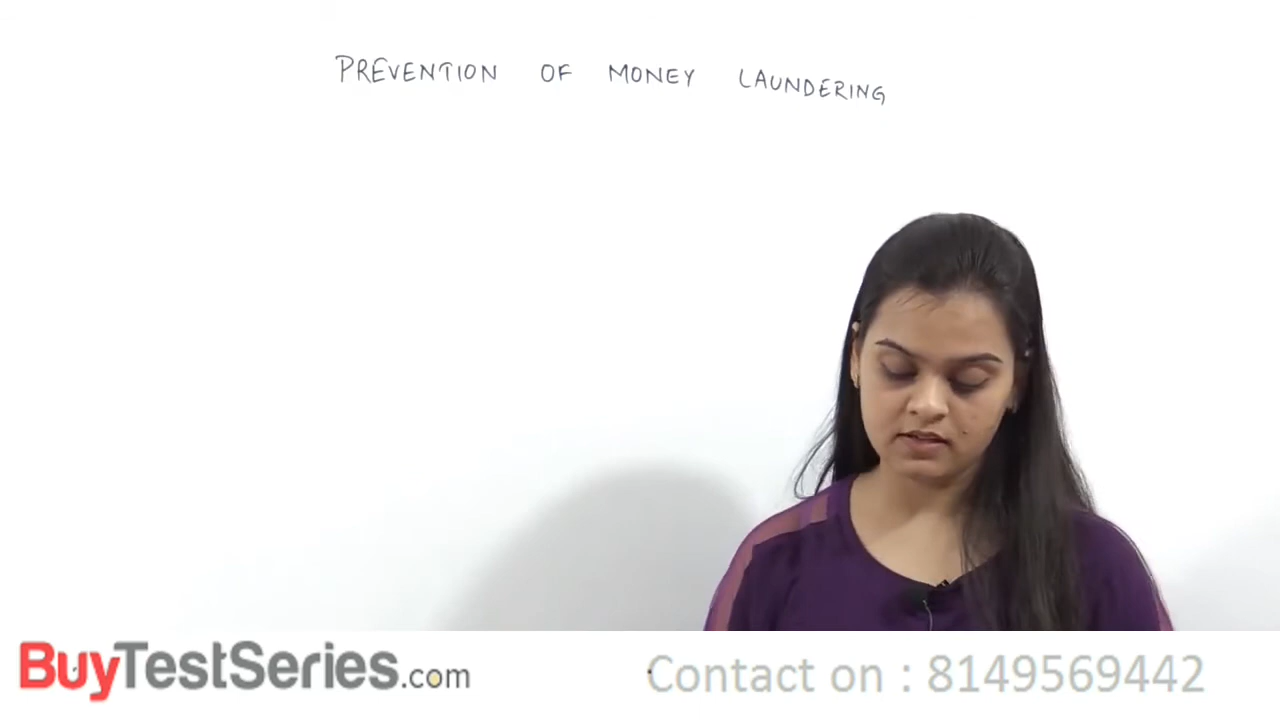 PREVENTION OF MONEY LAUNDERING
BuyTestSeries.com
Contact on : 8149569442